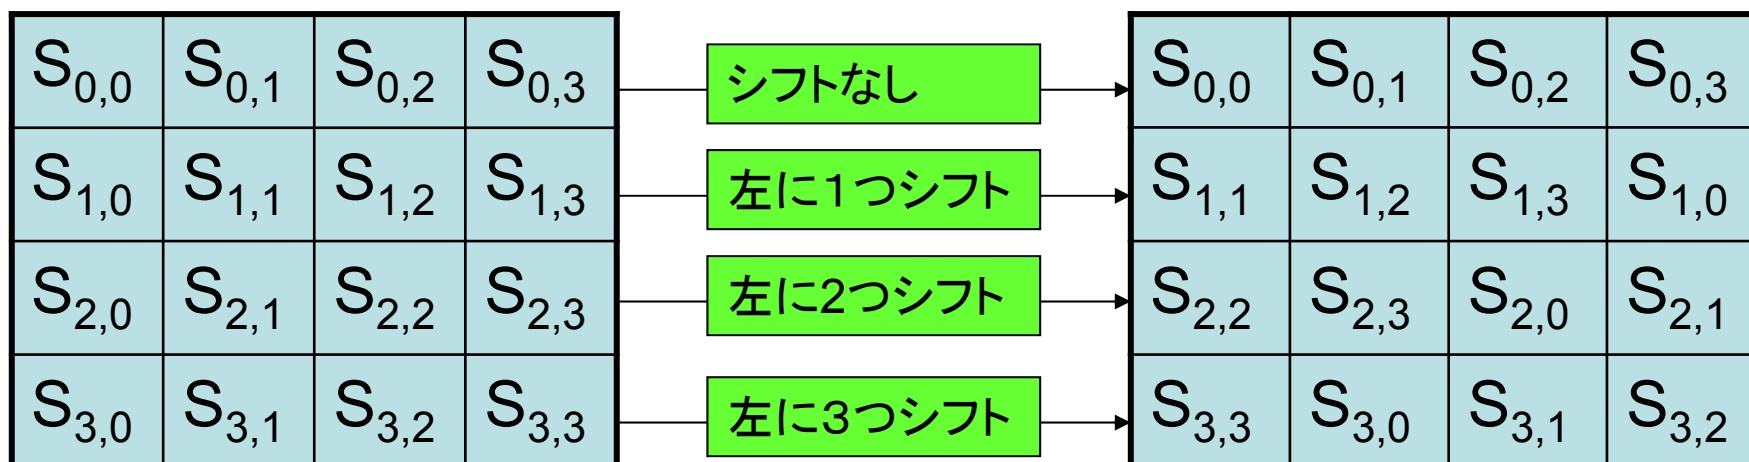 S0,0 S0,1 S0,2 S0,3 シフトなし S0,0 S0,1 S0,2 S0,3
S1,0 S1,1 S1,2 S1,3 左に１つシフト S1,1 S1,2 S1,3 S1,0
S2,0 S2,1 S2,2 S2,3 左に2つシフト S2,2 S2,3 S2,0 S2,1
S3,0 S3,1 S3,2 S3,3 左に３つシフト S3,3 S3,0 S3,1 S3,2